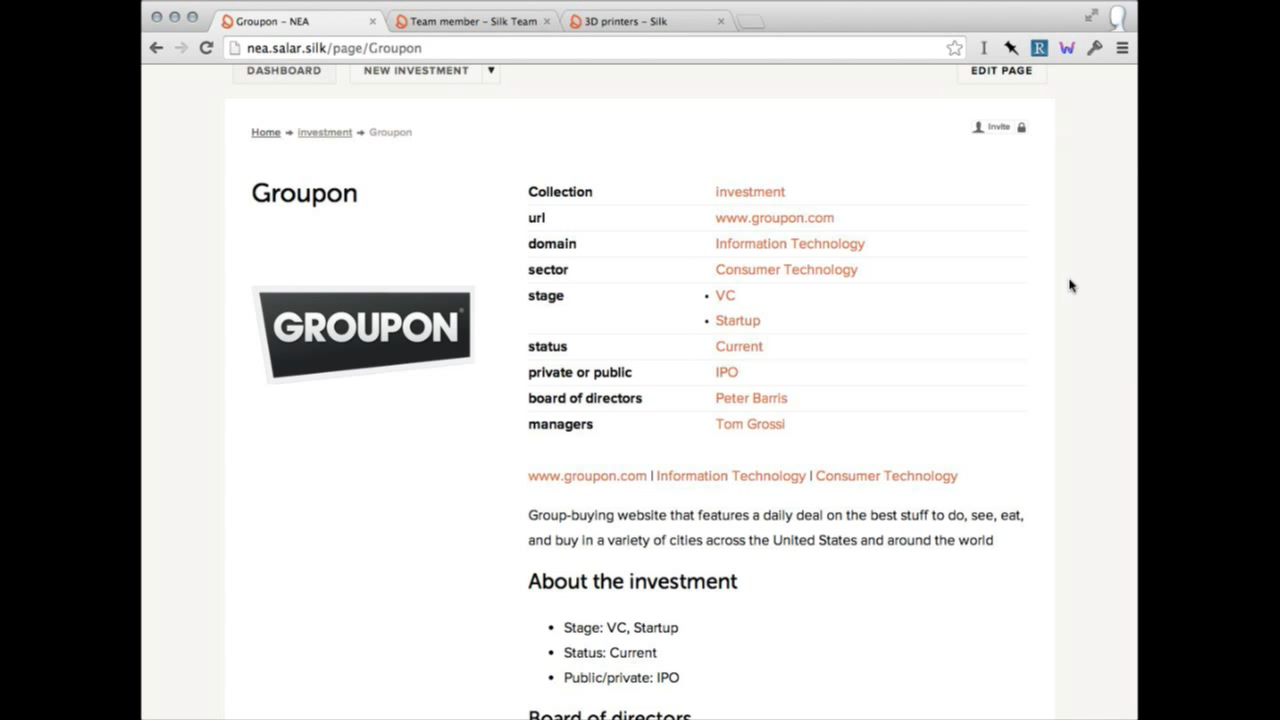 Groupon – NEA
Team member – Silk Team
3D printers – Silk
nea.salar.silk/page/Groupon
DASHBOARD
NEW INVESTMENT
EDIT PAGE
Home → investment → Groupon
Invite
Groupon
GROUPON
Collection investment
url www.groupon.com
domain Information Technology
sector Consumer Technology
stage • VC
• Startup
status Current
private or public IPO
board of directors Peter Barris
managers Tom Grossi
www.groupon.com | Information Technology | Consumer Technology
Group-buying website that features a daily deal on the best stuff to do, see, eat,
and buy in a variety of cities across the United States and around the world
About the investment
• Stage: VC, Startup
• Status: Current
• Public/private: IPO
Board of directors